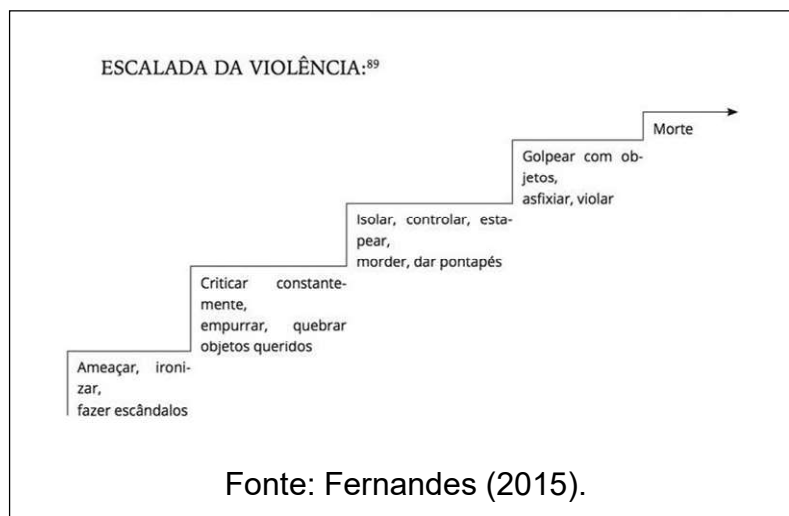 ESCALADA DA VIOLÊNCIA:⁸⁹
Morte
Golpear com ob-
jetos,
asfixiar, violar
Isolar, controlar, esta-
pear,
morder, dar pontapés
Criticar constante-
mente,
empurrar, quebrar
objetos queridos
Ameaçar, ironi-
zar,
fazer escândalos
Fonte: Fernandes (2015).